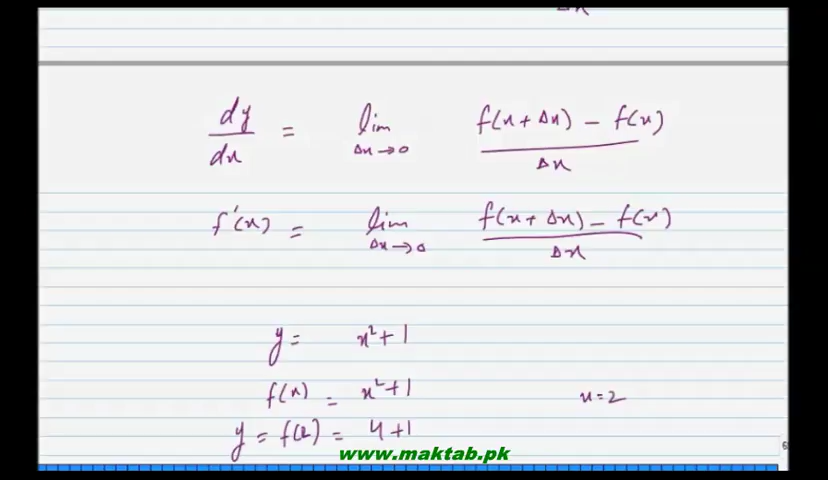 dy/dx = lim Δx→0 f(x + Δx) − f(x) / Δx
f'(x) = lim Δx→0 f(x + Δx) − f(x) / Δx
y = x² + 1
f(x) = x² + 1 x = 2
y = f(2) = 4 + 1
www.maktab.pk